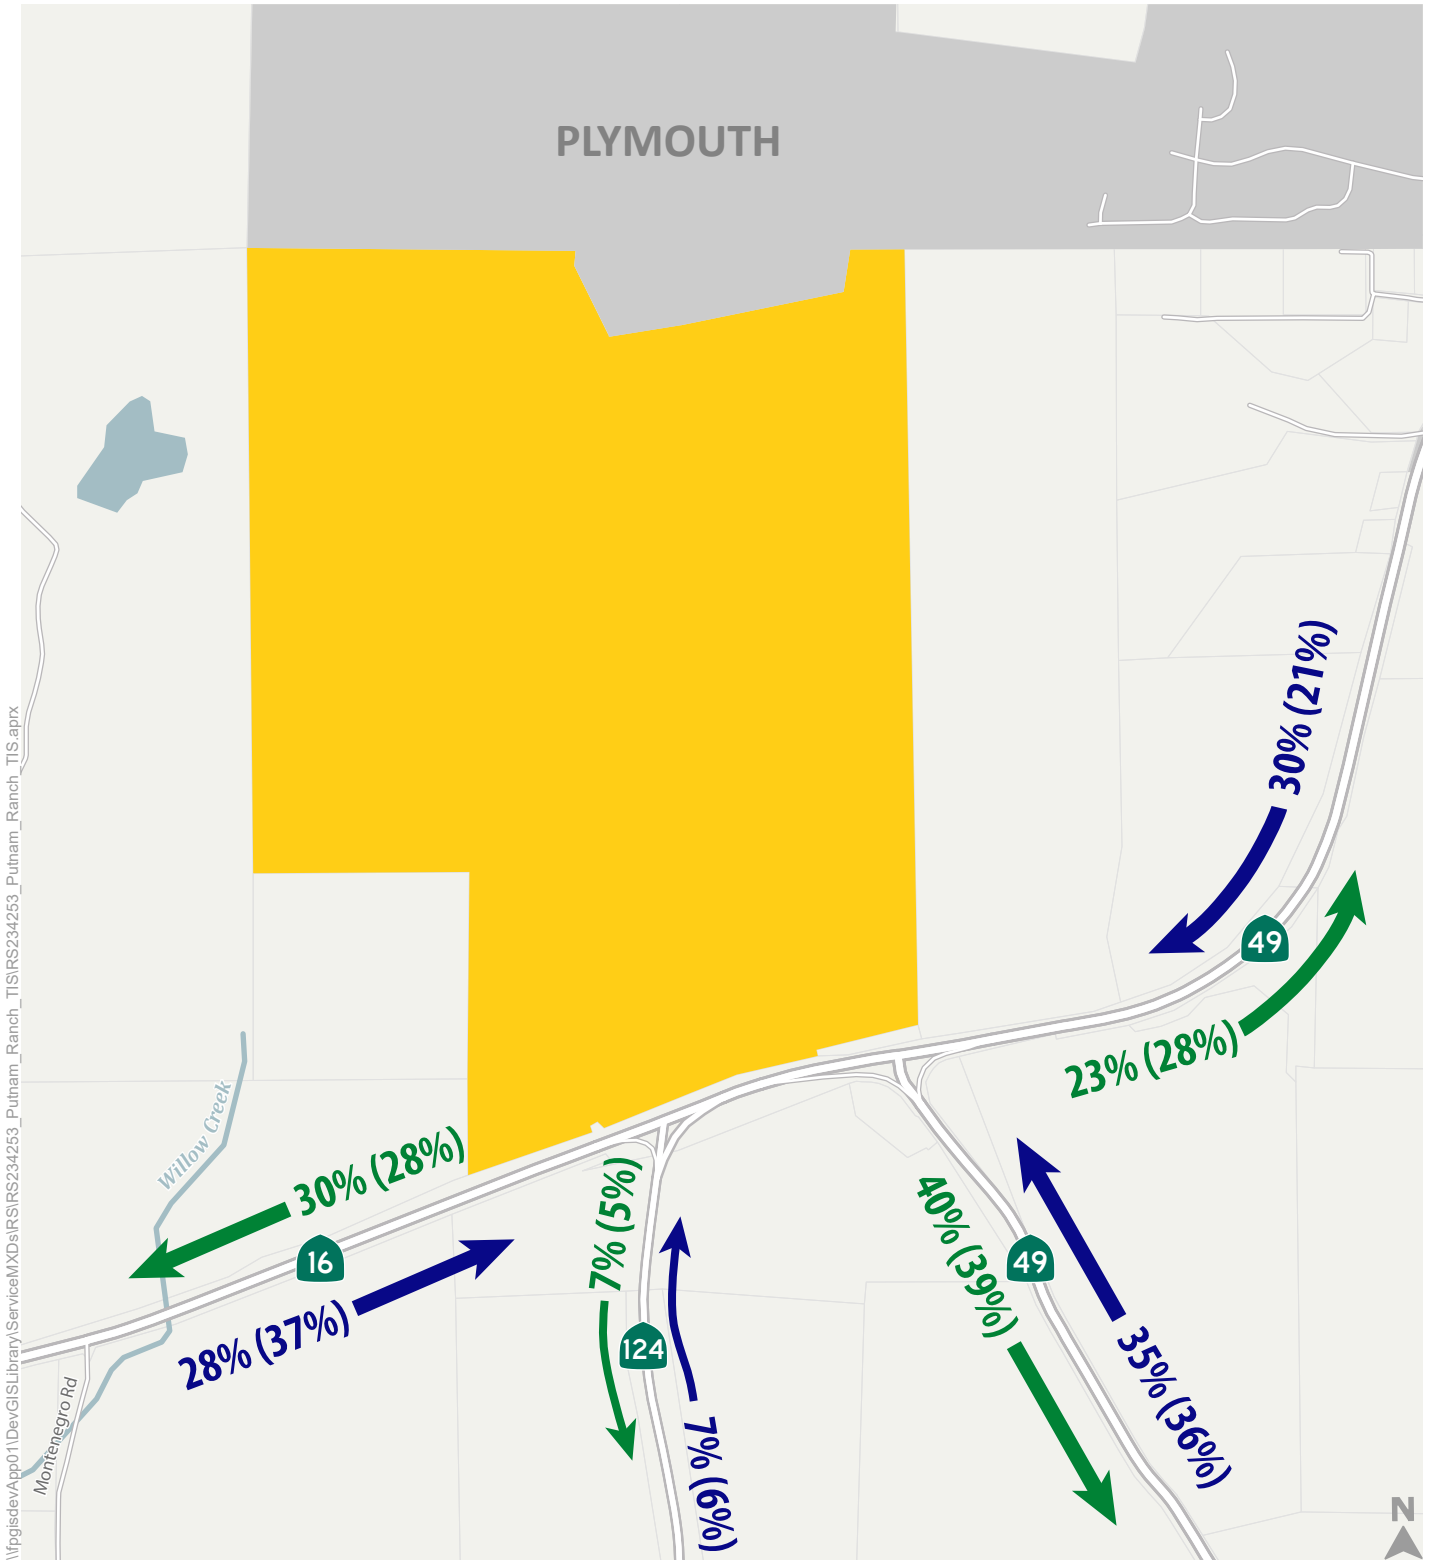 PLYMOUTH
30% (21%)
49
23% (28%)
Willow Creek
30% (28%)
16
28% (37%)
7% (5%)
124
7% (6%)
40% (39%)
49
35% (36%)
Montenegro Rd
N
\\fpgisdevApp01\DevGISLibrary\ServiceMXDs\RS\RS234253_Putnam_Ranch_TIS\RS234253_Putnam_Ranch_TIS.aprx